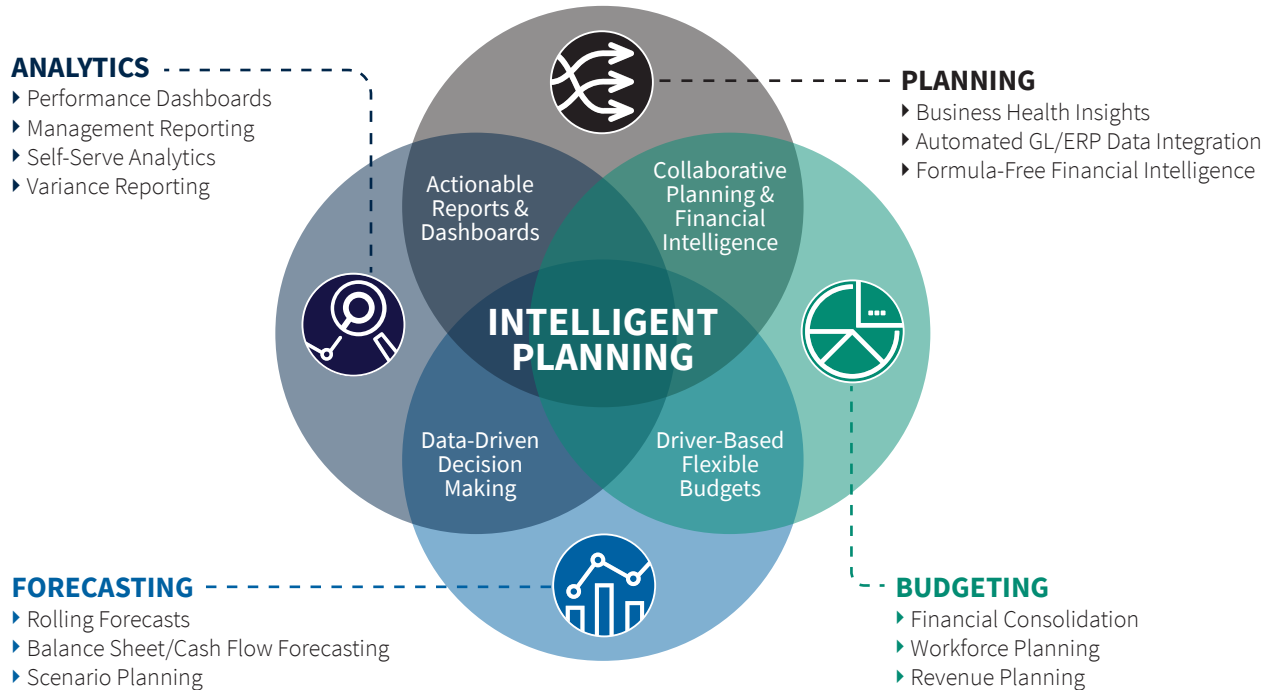 ANALYTICS
Performance Dashboards
Management Reporting
Self-Serve Analytics
Variance Reporting
PLANNING
Business Health Insights
Automated GL/ERP Data Integration
Formula-Free Financial Intelligence
Actionable
Reports &
Dashboards
Collaborative
Planning &
Financial
Intelligence
INTELLIGENT
PLANNING
Data-Driven
Decision
Making
Driver-Based
Flexible
Budgets
FORECASTING
Rolling Forecasts
Balance Sheet/Cash Flow Forecasting
Scenario Planning
BUDGETING
Financial Consolidation
Workforce Planning
Revenue Planning